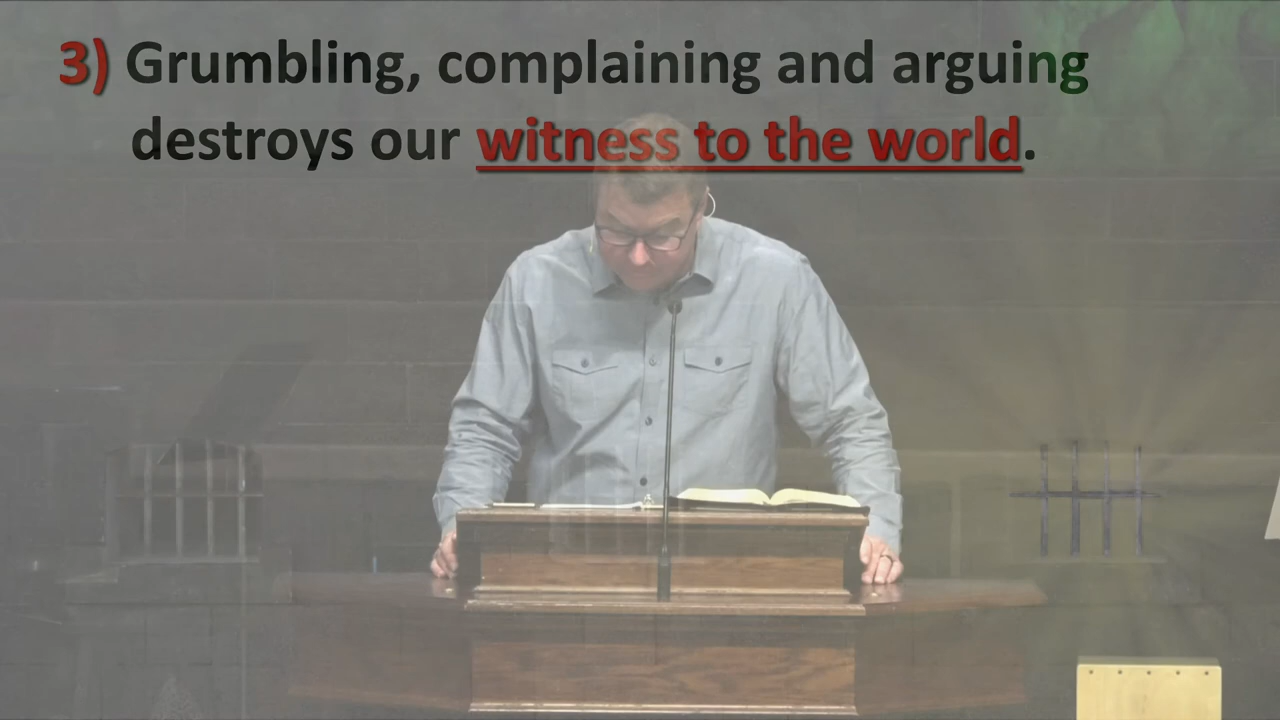 3) Grumbling, complaining and arguing
destroys our witness to the world.